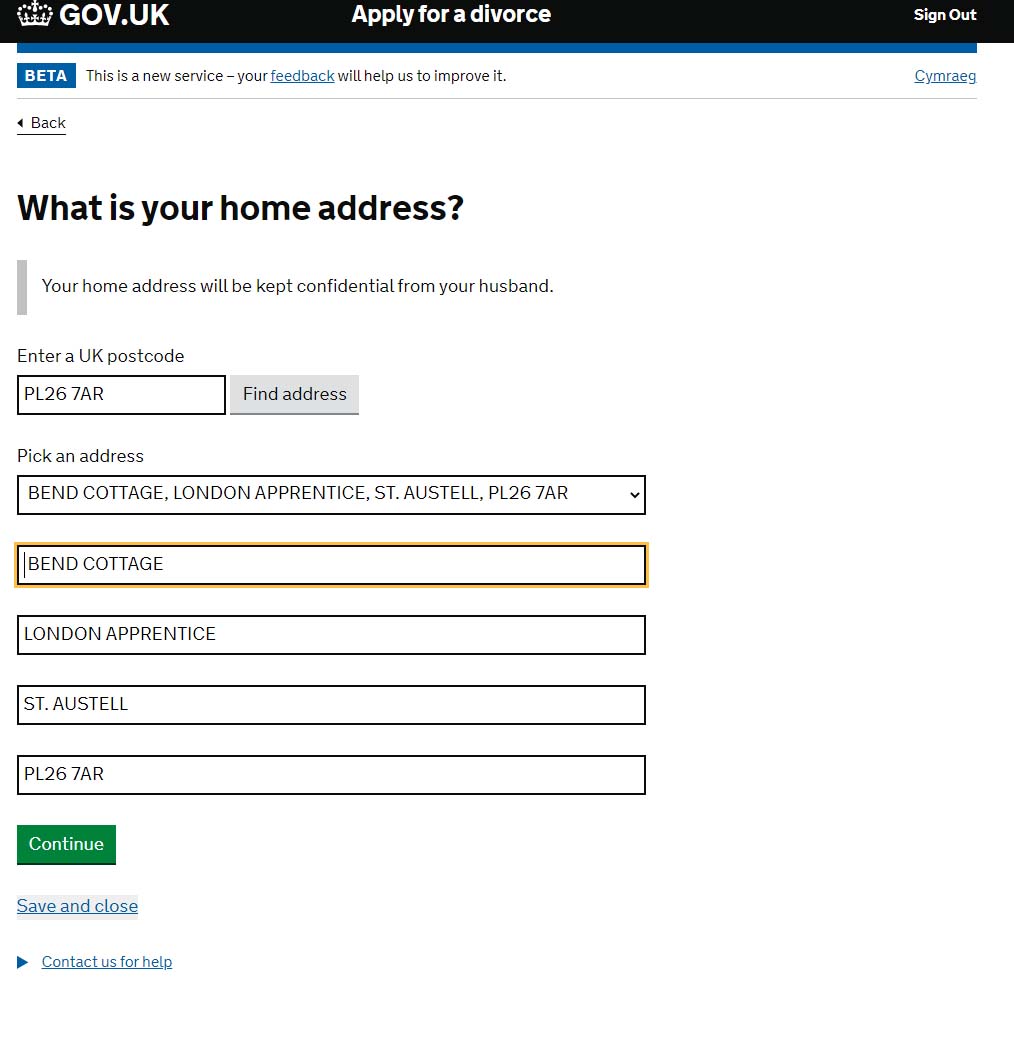 GOV.UK Apply for a divorce Sign Out
BETA This is a new service – your feedback will help us to improve it. Cymraeg
Back
What is your home address?
Your home address will be kept confidential from your husband.
Enter a UK postcode
PL26 7AR Find address
Pick an address
BEND COTTAGE, LONDON APPRENTICE, ST. AUSTELL, PL26 7AR
BEND COTTAGE
LONDON APPRENTICE
ST. AUSTELL
PL26 7AR
Continue
Save and close
Contact us for help